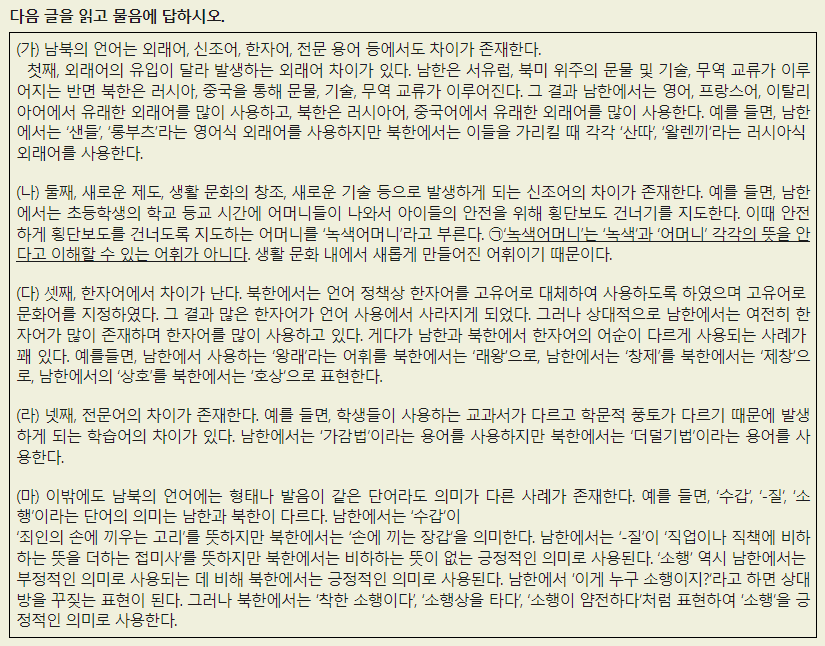 다음 글을 읽고 물음에 답하시오.
(가) 남북의 언어는 외래어, 신조어, 한자어, 전문 용어 등에서도 차이가 존재한다.
첫째, 외래어의 유입이 달라 발생하는 외래어 차이가 있다. 남한은 서유럽, 북미 위주의 문물 및 기술, 무역 교류가 이루
어지는 반면 북한은 러시아, 중국을 통해 문물, 기술, 무역 교류가 이루어진다. 그 결과 남한에서는 영어, 프랑스어, 이탈리
아어에서 유래한 외래어를 많이 사용하고, 북한은 러시아어, 중국어에서 유래한 외래어를 많이 사용한다. 예를 들면, 남한
에서는 '샌들', '롱부츠'라는 영어식 외래어를 사용하지만 북한에서는 이들을 가리킬 때 각각 '산따', '왈렌끼'라는 러시아식
외래어를 사용한다.
(나) 둘째, 새로운 제도, 생활 문화의 창조, 새로운 기술 등으로 발생하게 되는 신조어의 차이가 존재한다. 예를 들면, 남한
에서는 초등학생의 학교 등교 시간에 어머니들이 나와서 아이들의 안전을 위해 횡단보도 건너기를 지도한다. 이때 안전
하게 횡단보도를 건너도록 지도하는 어머니를 '녹색어머니'라고 부른다. ㉠'녹색어머니'는 '녹색'과 '어머니' 각각의 뜻을 안
다고 이해할 수 있는 어휘가 아니다. 생활 문화 내에서 새롭게 만들어진 어휘이기 때문이다.
(다) 셋째, 한자어에서 차이가 난다. 북한에서는 언어 정책상 한자어를 고유어로 대체하여 사용하도록 하였으며 고유어로
문화어를 지정하였다. 그 결과 많은 한자어가 언어 사용에서 사라지게 되었다. 그러나 상대적으로 남한에서는 여전히 한
자어가 많이 존재하며 한자어를 많이 사용하고 있다. 게다가 남한과 북한에서 한자어의 어순이 다르게 사용되는 사례가
꽤 있다. 예를들면, 남한에서 사용하는 '왕래'라는 어휘를 북한에서는 '래왕'으로, 남한에서는 '창제'를 북한에서는 '제창'으
로, 남한에서의 '상호'를 북한에서는 '호상'으로 표현한다.
(라) 넷째, 전문어의 차이가 존재한다. 예를 들면, 학생들이 사용하는 교과서가 다르고 학문적 풍토가 다르기 때문에 발생
하게 되는 학습어의 차이가 있다. 남한에서는 '가감법'이라는 용어를 사용하지만 북한에서는 '더덜기법'이라는 용어를 사
용한다.
(마) 이밖에도 남북의 언어에는 형태나 발음이 같은 단어라도 의미가 다른 사례가 존재한다. 예를 들면, '수갑', '-질', '소
행'이라는 단어의 의미는 남한과 북한이 다르다. 남한에서는 '수갑'이
'죄인의 손에 끼우는 고리'를 뜻하지만 북한에서는 '손에 끼는 장갑'을 의미한다. 남한에서는 '-질'이 '직업이나 직책에 비하
하는 뜻을 더하는 접미사'를 뜻하지만 북한에서는 비하하는 뜻이 없는 긍정적인 의미로 사용된다. '소행' 역시 남한에서는
부정적인 의미로 사용되는 데 비해 북한에서는 긍정적인 의미로 사용된다. 남한에서 '이게 누구 소행이지?'라고 하면 상대
방을 꾸짖는 표현이 된다. 그러나 북한에서는 '착한 소행이다', '소행상을 타다', '소행이 얌전하다'처럼 표현하여 '소행'을 긍
정적인 의미로 사용한다.